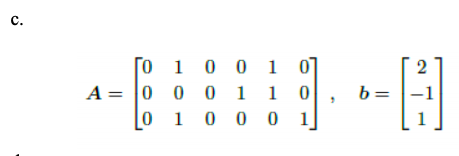 c.
A = [0 1 0 0 1 0
0 0 0 1 1 0
0 1 0 0 0 1], b = [2
-1
1]